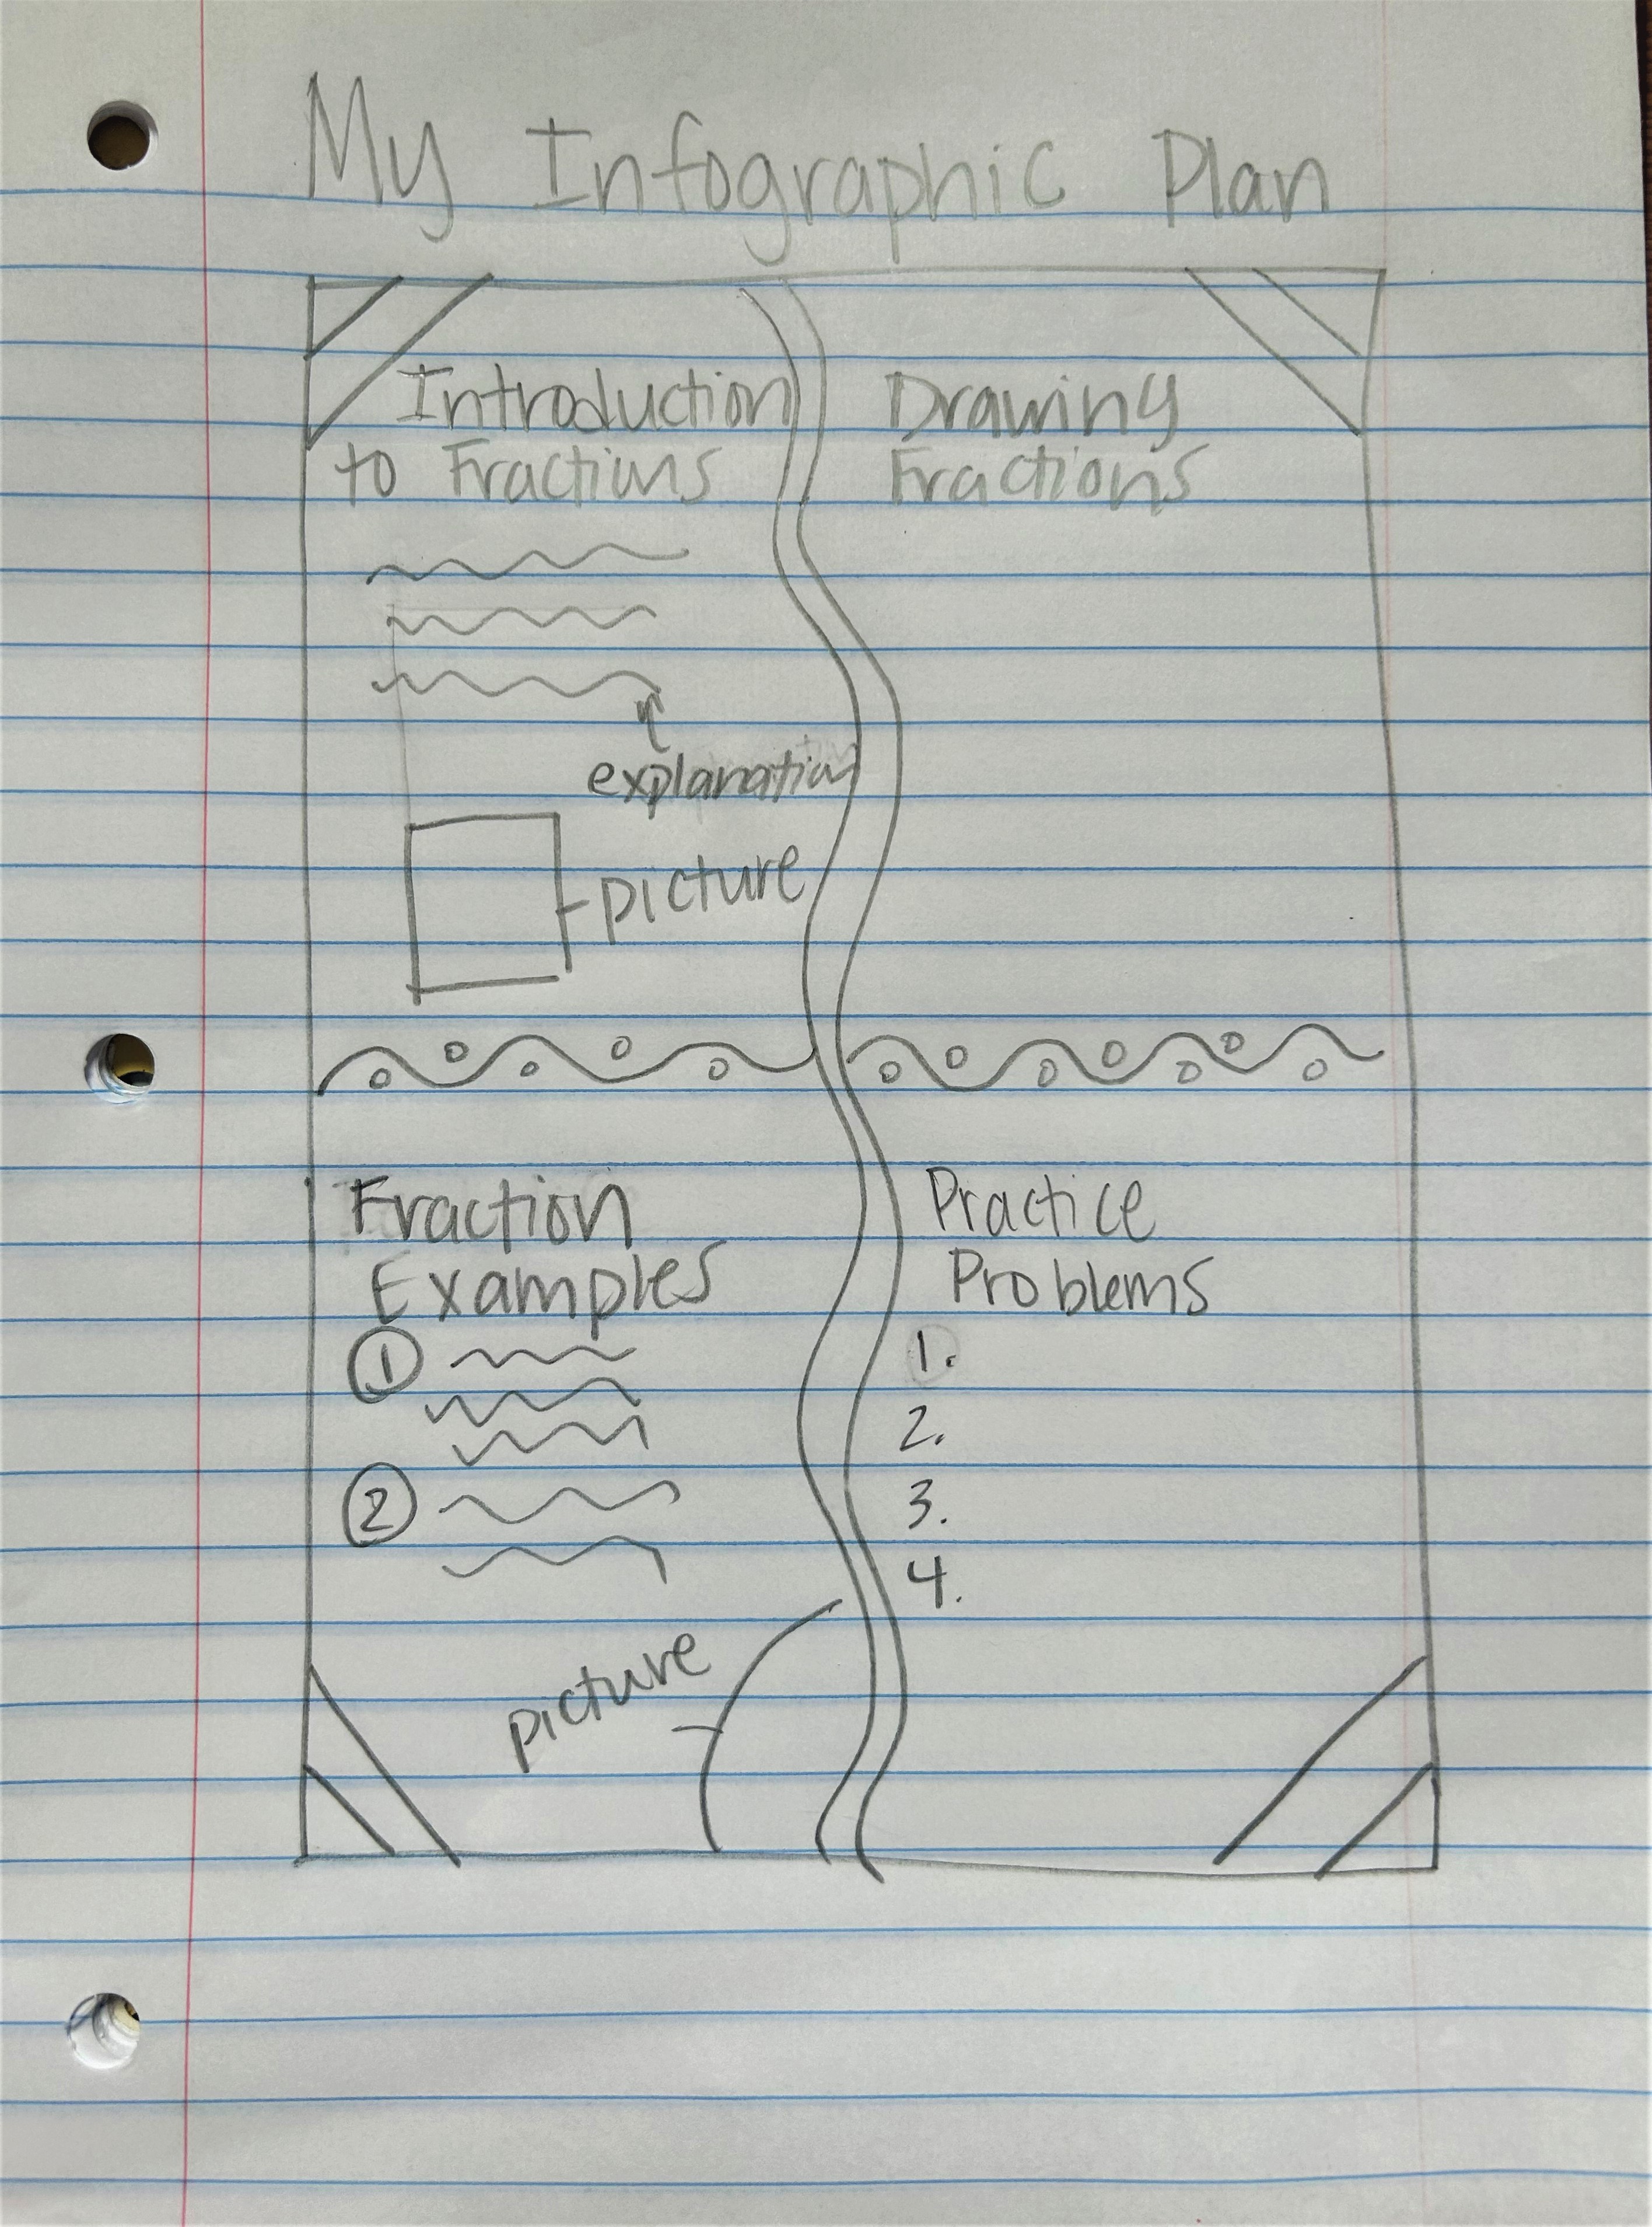 My Infographic Plan
Introduction
to Fractions
explanation
picture
Drawing
Fractions
Fraction
Examples
1
2
picture
Practice
Problems
1.
2.
3.
4.